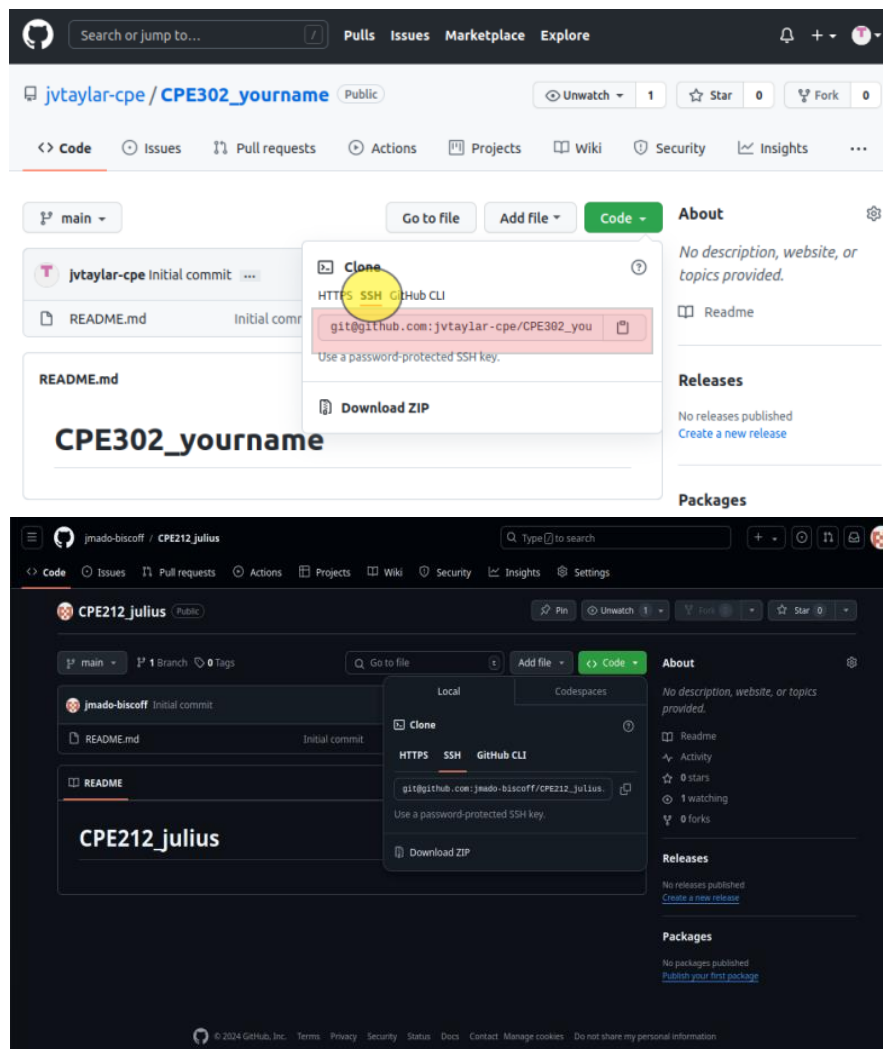 Search or jump to... /
Pulls Issues Marketplace Explore
jvtaylar-cpe / CPE302_yourname Public
Unwatch 1 Star 0 Fork 0
Code Issues Pull requests Actions Projects Wiki Security Insights ...
main Go to file Add file Code
About
No description, website, or
topics provided.
Readme
T jvtaylar-cpe Initial commit ...
README.md Initial comm
Clone
HTTPS SSH GitHub CLI
git@github.com:jvtaylar-cpe/CPE302_you
Use a password-protected SSH key.
Download ZIP
README.md
CPE302_yourname
Releases
No releases published
Create a new release
Packages
jmado-biscoff / CPE212_julius
Type / to search
Code Issues Pull requests Actions Projects Wiki Security Insights Settings
CPE212_julius Public
Pin Unwatch 1 Fork 0 Star 0
main 1 Branch 0 Tags
Go to file t Add file Code
jmado-biscoff Initial commit
README.md Initial commit
Local Codespaces
Clone
HTTPS SSH GitHub CLI
git@github.com:jmado-biscoff/CPE212_julius.
Use a password-protected SSH key.
Download ZIP
README
CPE212_julius
About
No description, website, or topics
provided.
Readme
Activity
0 stars
1 watching
0 forks
Releases
No releases published
Create a new release
Packages
No packages published
Publish your first package
© 2024 GitHub, Inc. Terms Privacy Security Status Docs Contact Manage cookies Do not share my personal information